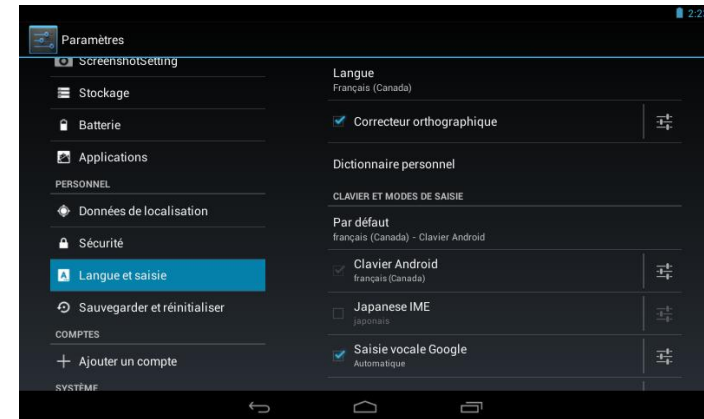 2:2
Paramètres
ScreenshotSetting
Stockage
Batterie
Applications
PERSONNEL
Données de localisation
Sécurité
Langue et saisie
Sauvegarder et réinitialiser
COMPTES
Ajouter un compte
SYSTÈME
Langue
Français (Canada)
Correcteur orthographique
Dictionnaire personnel
CLAVIER ET MODES DE SAISIE
Par défaut
français (Canada) - Clavier Android
Clavier Android
français (Canada)
Japanese IME
japonais
Saisie vocale Google
Automatique